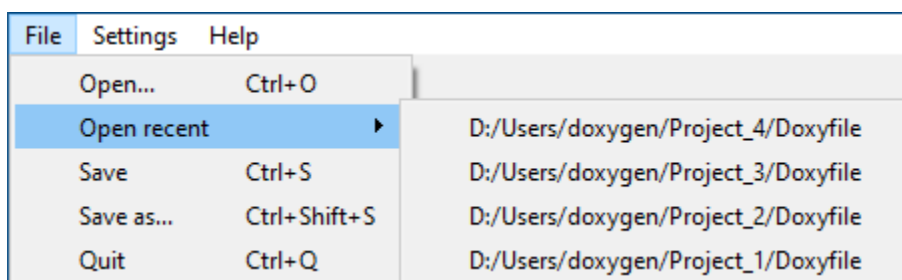 File Settings Help
Open... Ctrl+O
Open recent D:/Users/doxygen/Project_4/Doxyfile
Save Ctrl+S D:/Users/doxygen/Project_3/Doxyfile
Save as... Ctrl+Shift+S D:/Users/doxygen/Project_2/Doxyfile
Quit Ctrl+Q D:/Users/doxygen/Project_1/Doxyfile